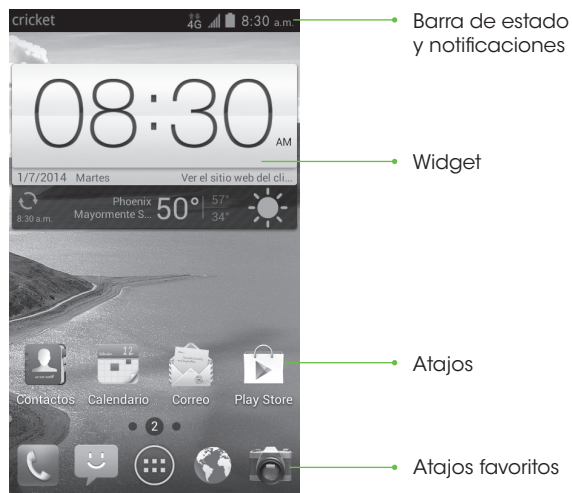 cricket 4G 8:30 a.m.
Barra de estado
y notificaciones
08:30 AM
Widget
1/7/2014 Martes Ver el sitio web del cli...
8:30 a.m. Phoenix
Mayormente S... 50° 57° 34°
Atajos
Contactos Calendario Correo Play Store
2
Atajos favoritos